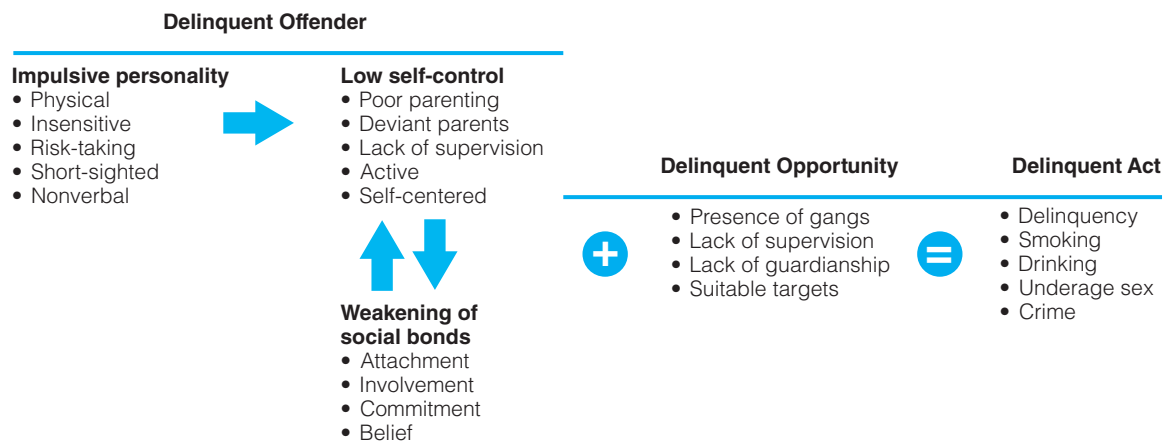 Delinquent Offender
Impulsive personality
• Physical
• Insensitive
• Risk-taking
• Short-sighted
• Nonverbal
Low self-control
• Poor parenting
• Deviant parents
• Lack of supervision
• Active
• Self-centered
Weakening of
social bonds
• Attachment
• Involvement
• Commitment
• Belief
+
Delinquent Opportunity
• Presence of gangs
• Lack of supervision
• Lack of guardianship
• Suitable targets
=
Delinquent Act
• Delinquency
• Smoking
• Drinking
• Underage sex
• Crime